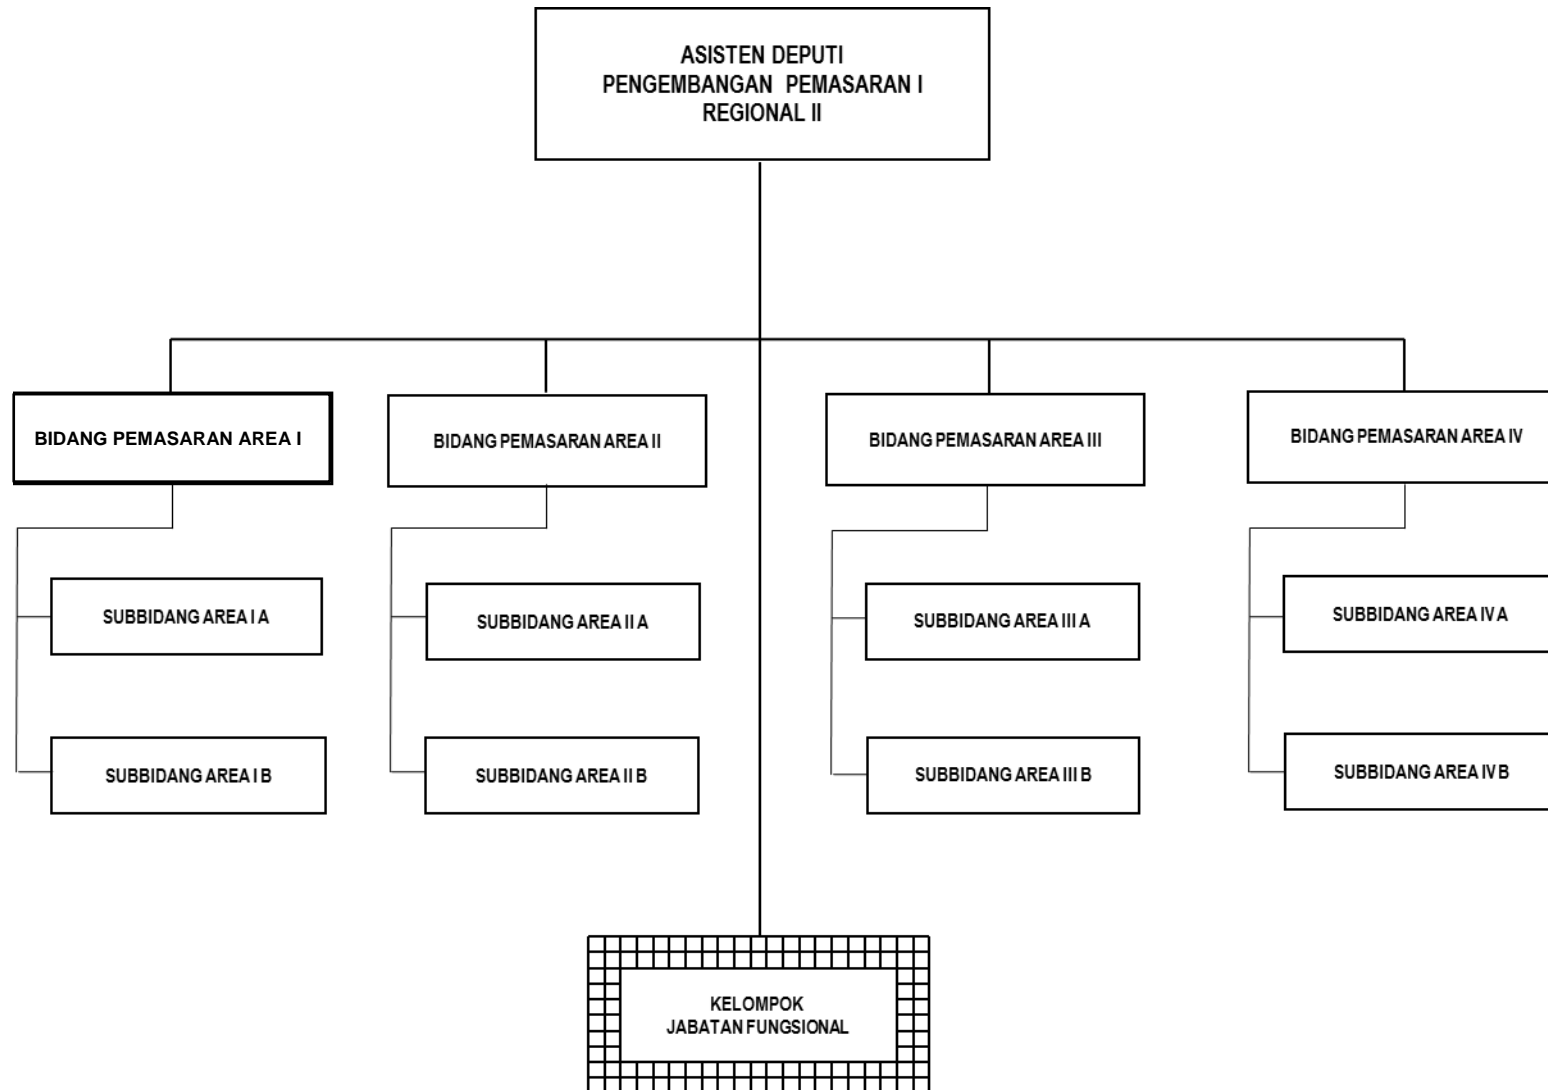 ASISTEN DEPUTI
PENGEMBANGAN PEMASARAN I
REGIONAL II
BIDANG PEMASARAN AREA I
BIDANG PEMASARAN AREA II
BIDANG PEMASARAN AREA III
BIDANG PEMASARAN AREA IV
SUBBIDANG AREA I A
SUBBIDANG AREA II A
SUBBIDANG AREA III A
SUBBIDANG AREA IV A
SUBBIDANG AREA I B
SUBBIDANG AREA II B
SUBBIDANG AREA III B
SUBBIDANG AREA IV B
KELOMPOK
JABATAN FUNGSIONAL